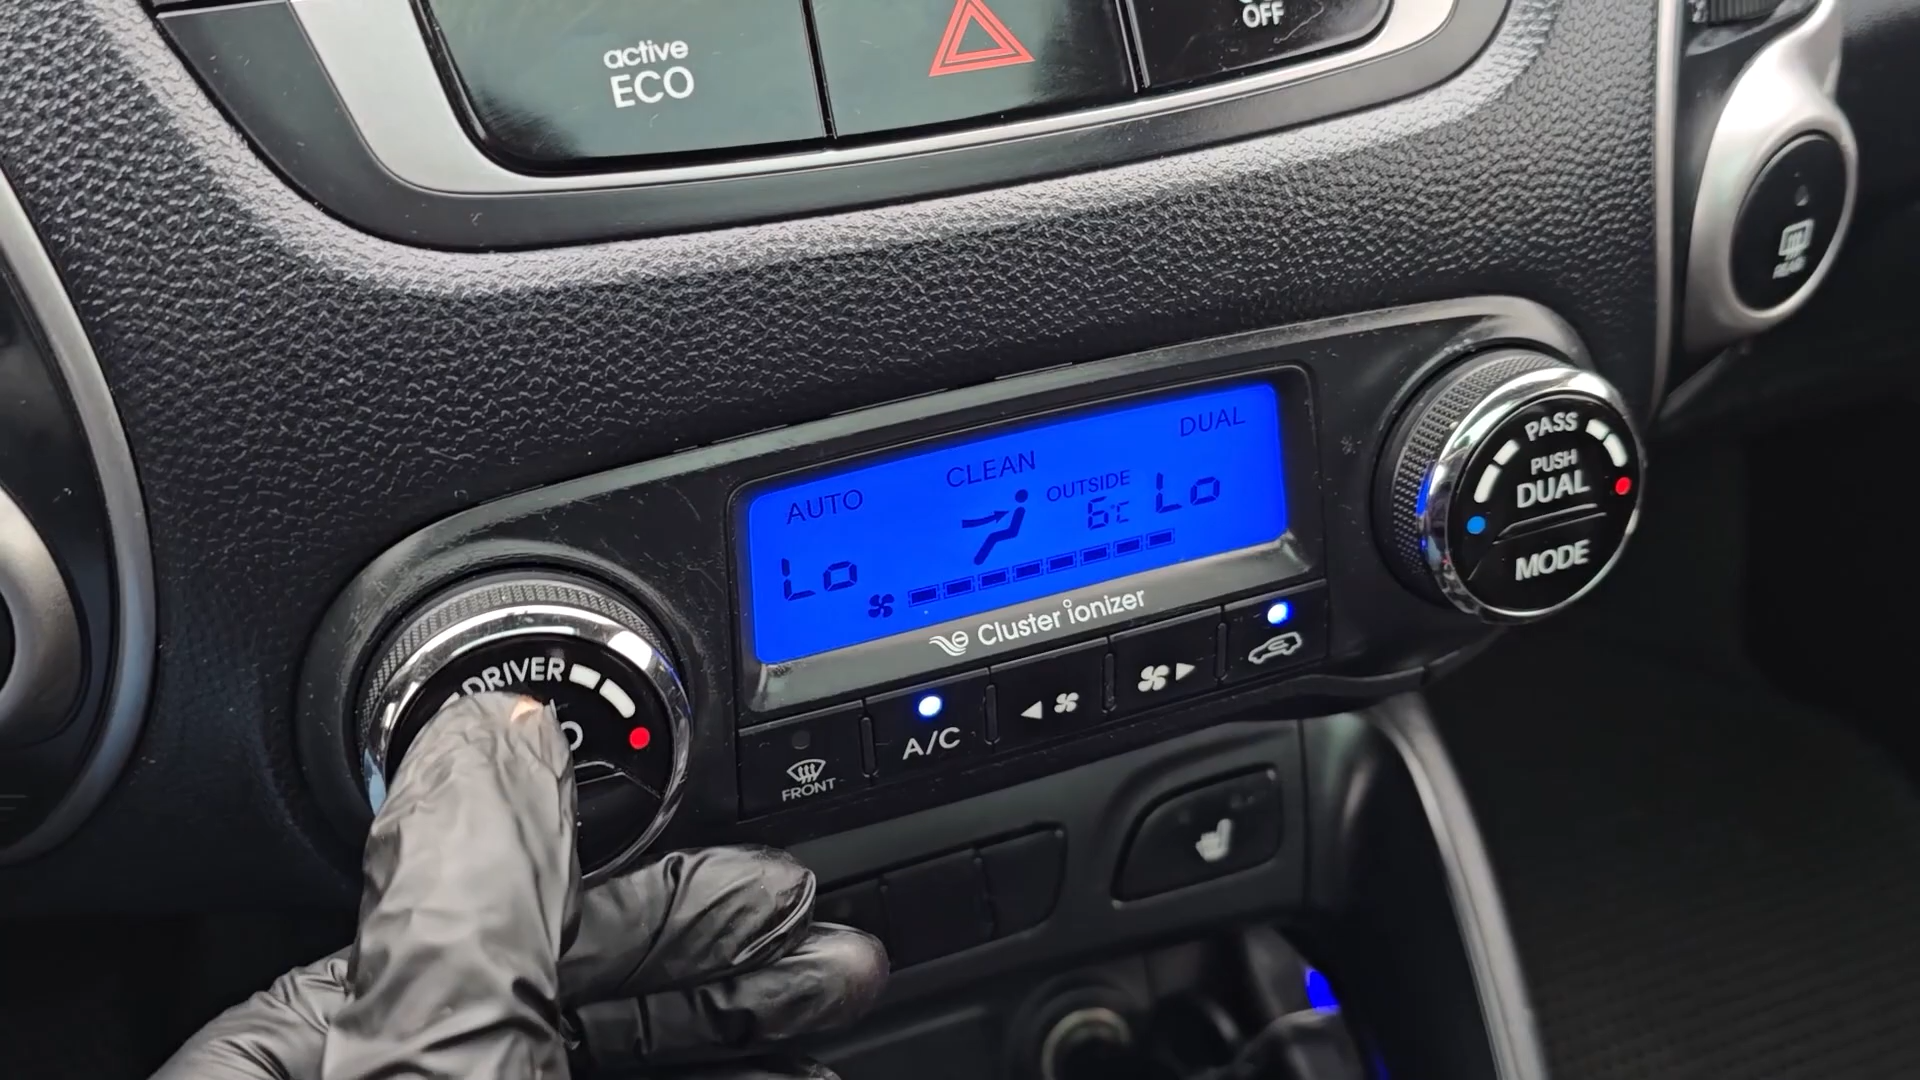 active
ECO
OFF
DUAL
CLEAN
AUTO
OUTSIDE
6°C
Lo
Lo
Cluster ionizer
PASS
PUSH
DUAL
MODE
DRIVER
A/C
FRONT